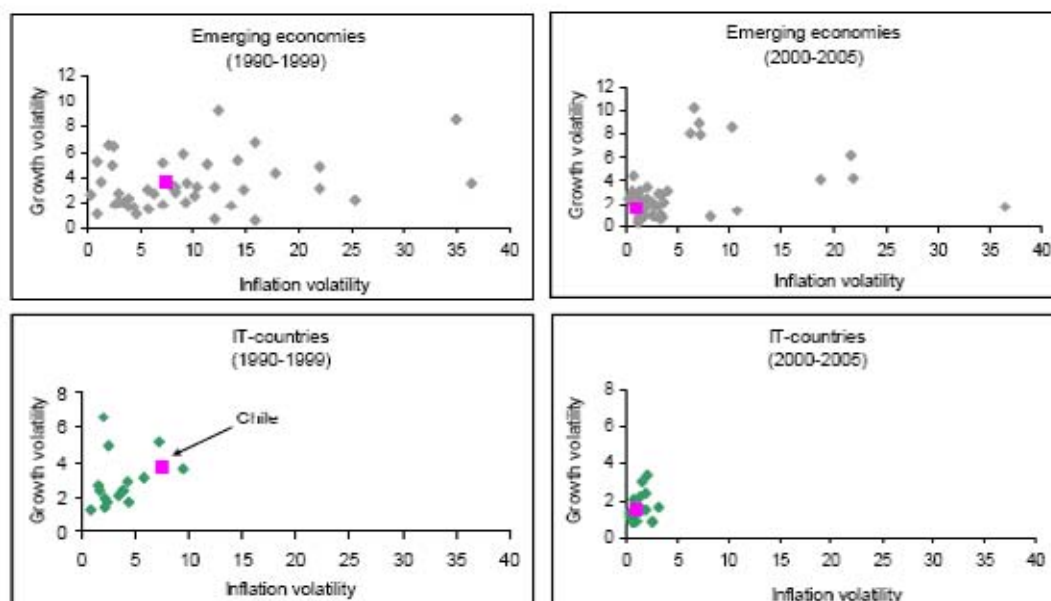 Emerging economies
(1990-1999)
12
10
8
6
4
2
0
Growth volatility
0 5 10 15 20 25 30 35 40
Inflation volatility
Emerging economies
(2000-2005)
12
10
8
6
4
2
0
Growth volatility
0 5 10 15 20 25 30 35 40
Inflation volatility
IT-countries
(1990-1999)
8
6
4
2
0
Growth volatility
Chile
0 5 10 15 20 25 30 35 40
Inflation volatility
IT-countries
(2000-2005)
8
6
4
2
0
Growth volatility
0 5 10 15 20 25 30 35 40
Inflation volatility